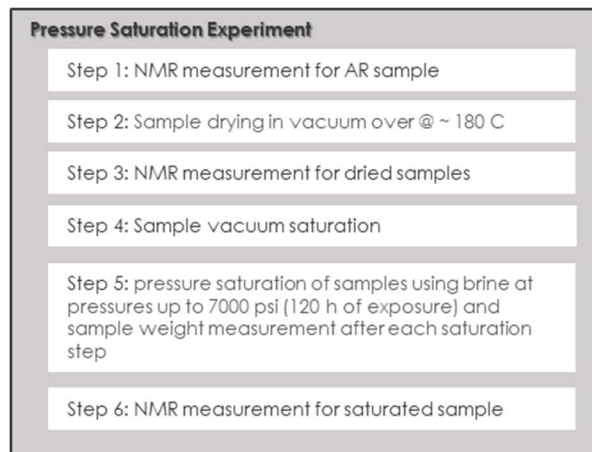 Pressure Saturation Experiment
Step 1: NMR measurement for AR sample
Step 2: Sample drying in vacuum over @ ~ 180 C
Step 3: NMR measurement for dried samples
Step 4: Sample vacuum saturation
Step 5: pressure saturation of samples using brine at
pressures up to 7000 psi (120 h of exposure) and
sample weight measurement after each saturation
step
Step 6: NMR measurement for saturated sample